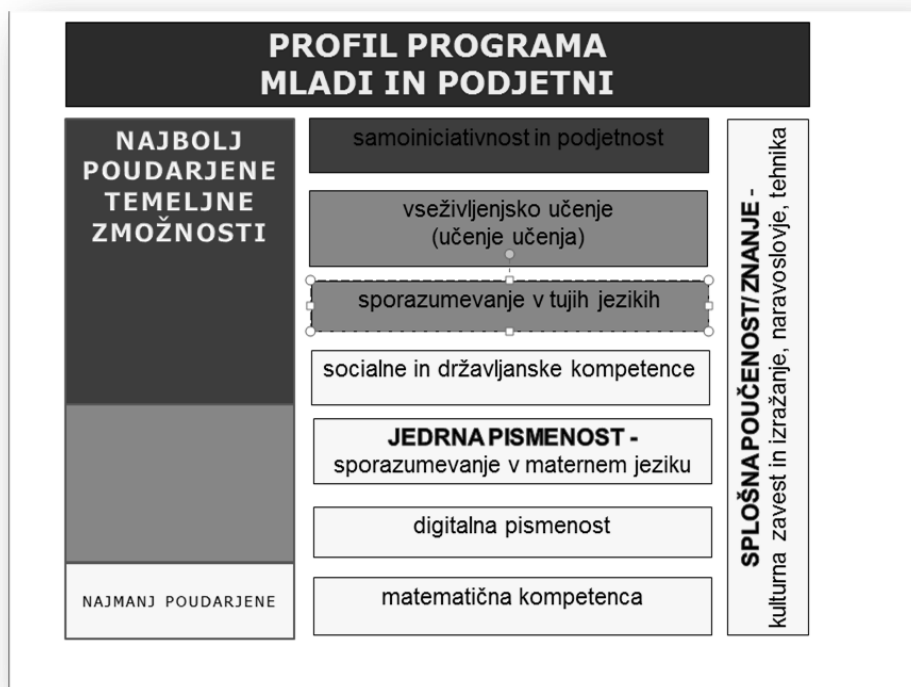 PROFIL PROGRAMA
MLADI IN PODJETNI
NAJBOLJ
POUDARJENE
TEMELJNE
ZMOŽNOSTI
NAJMANJ POUDARJENE
samoiniciativnost in podjetnost
vseživljenjsko učenje
(učenje učenja)
sporazumevanje v tujih jezikih
socialne in državljanske kompetence
JEDRNA PISMENOST -
sporazumevanje v maternem jeziku
digitalna pismenost
matematična kompetenca
SPLOŠNA POUČENOST/ ZNANJE -
kulturna zavest in izražanje, naravoslovje, tehnika